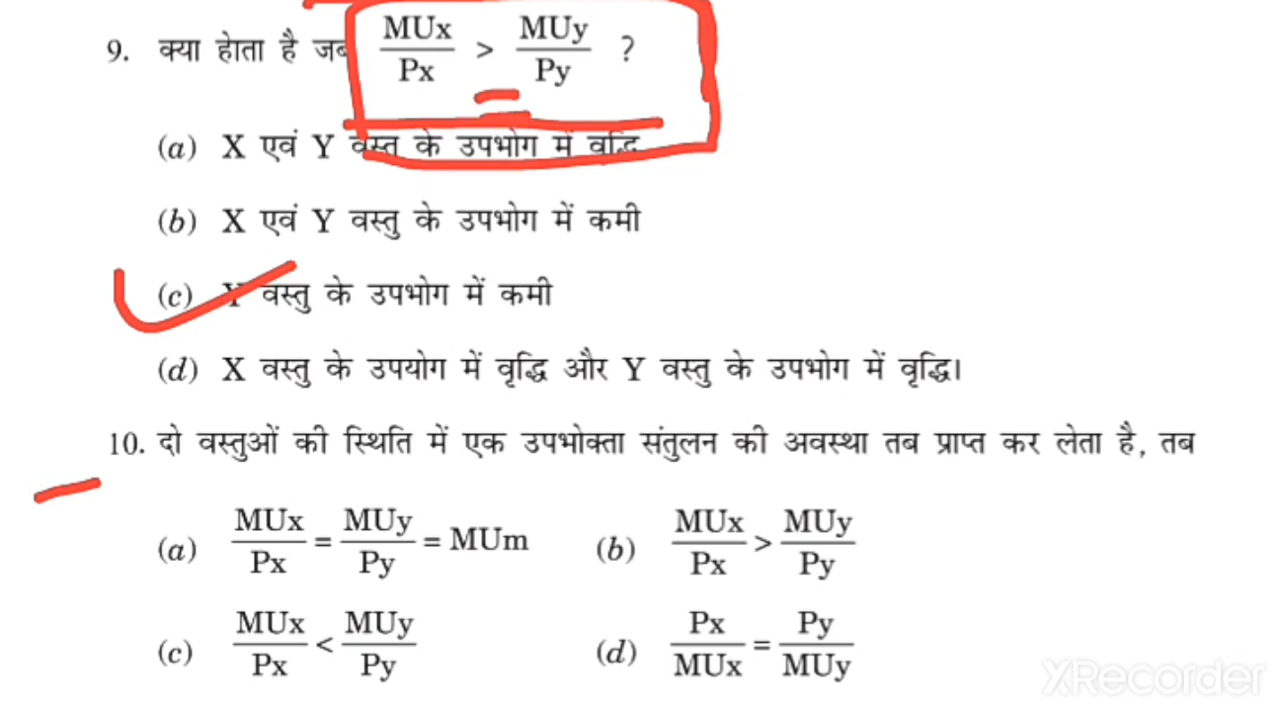 9. क्या होता है जब MUx/Px > MUy/Py ?
(a) X एवं Y वस्तु के उपभोग में वृद्धि
(b) X एवं Y वस्तु के उपभोग में कमी
(c) Y वस्तु के उपभोग में कमी
(d) X वस्तु के उपयोग में वृद्धि और Y वस्तु के उपभोग में वृद्धि।
10. दो वस्तुओं की स्थिति में एक उपभोक्ता संतुलन की अवस्था तब प्राप्त कर लेता है, तब
(a) MUx/Px = MUy/Py = MUm (b) MUx/Px > MUy/Py
(c) MUx/Px < MUy/Py (d) Px/MUx = Py/MUy
XRecorder